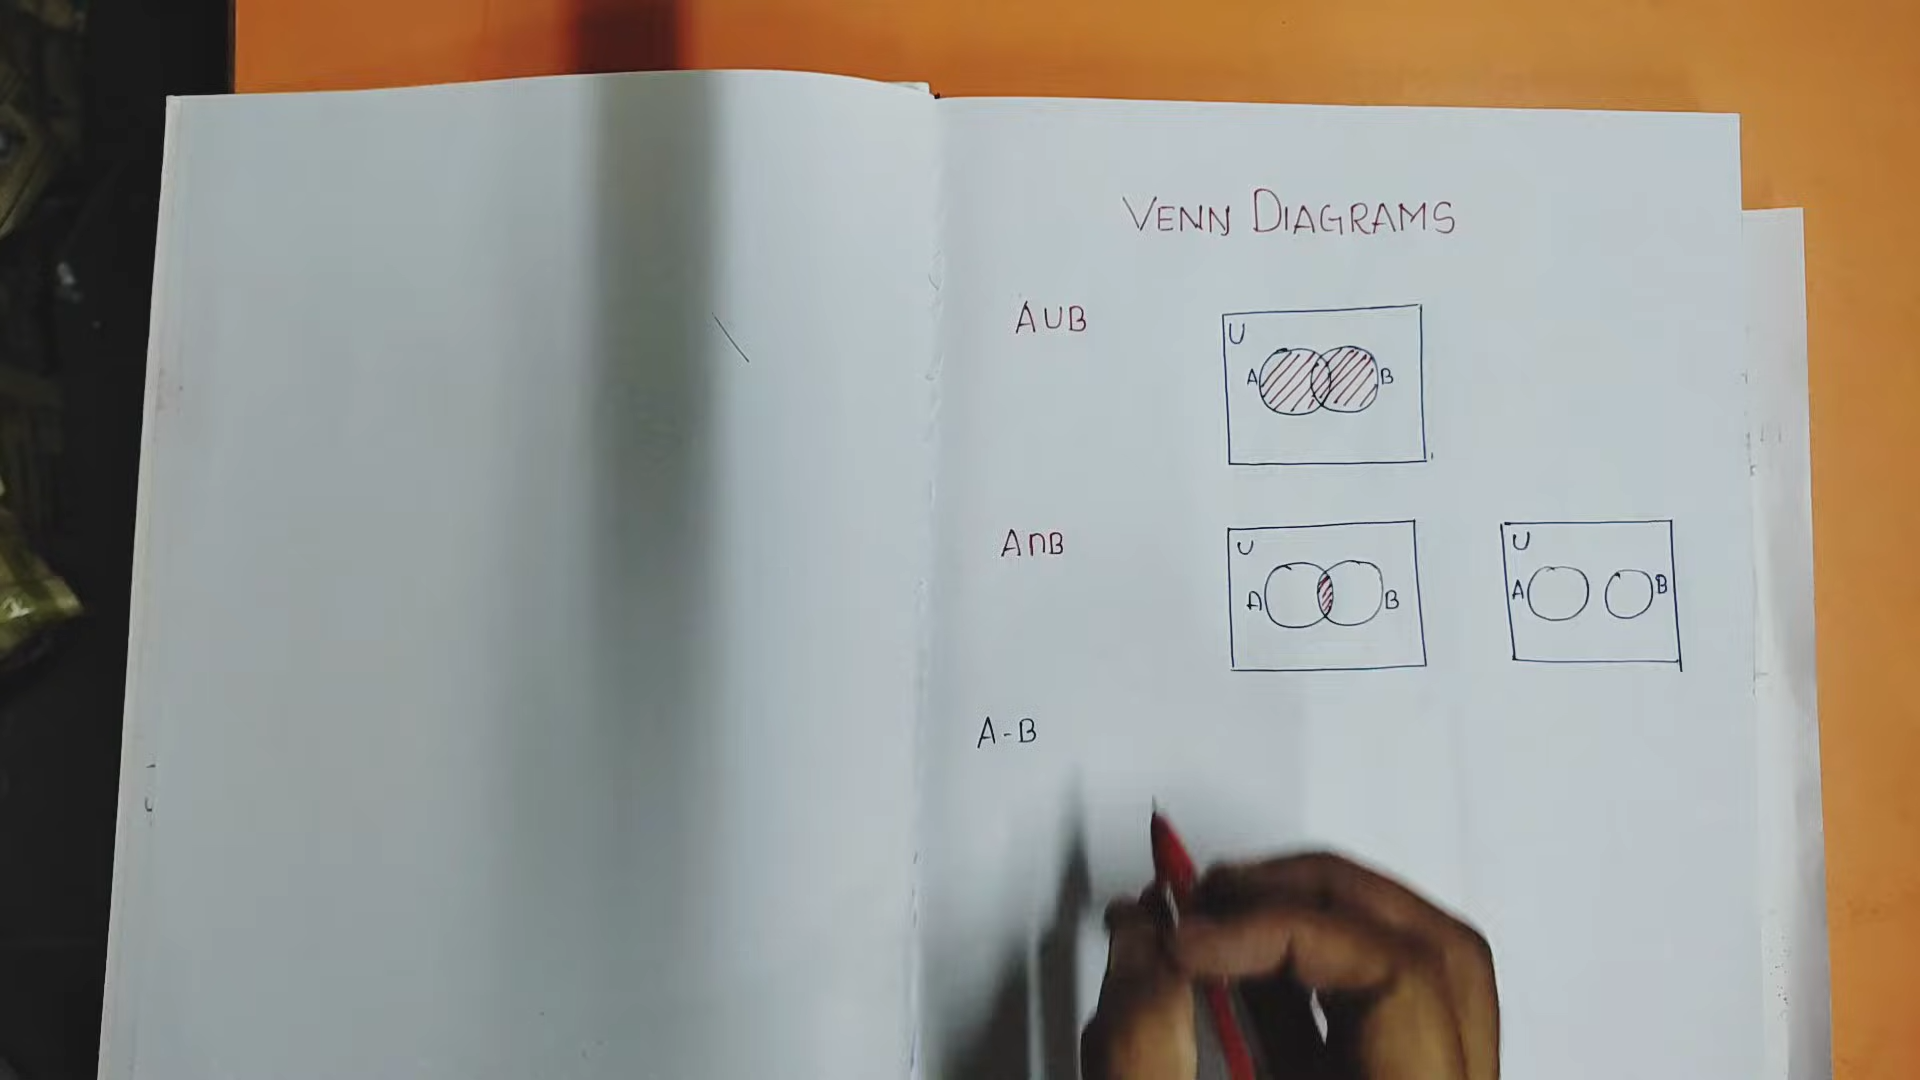 VENN DIAGRAMS
A∪B
U
A B
A∩B
U
A B
U
A B
A-B